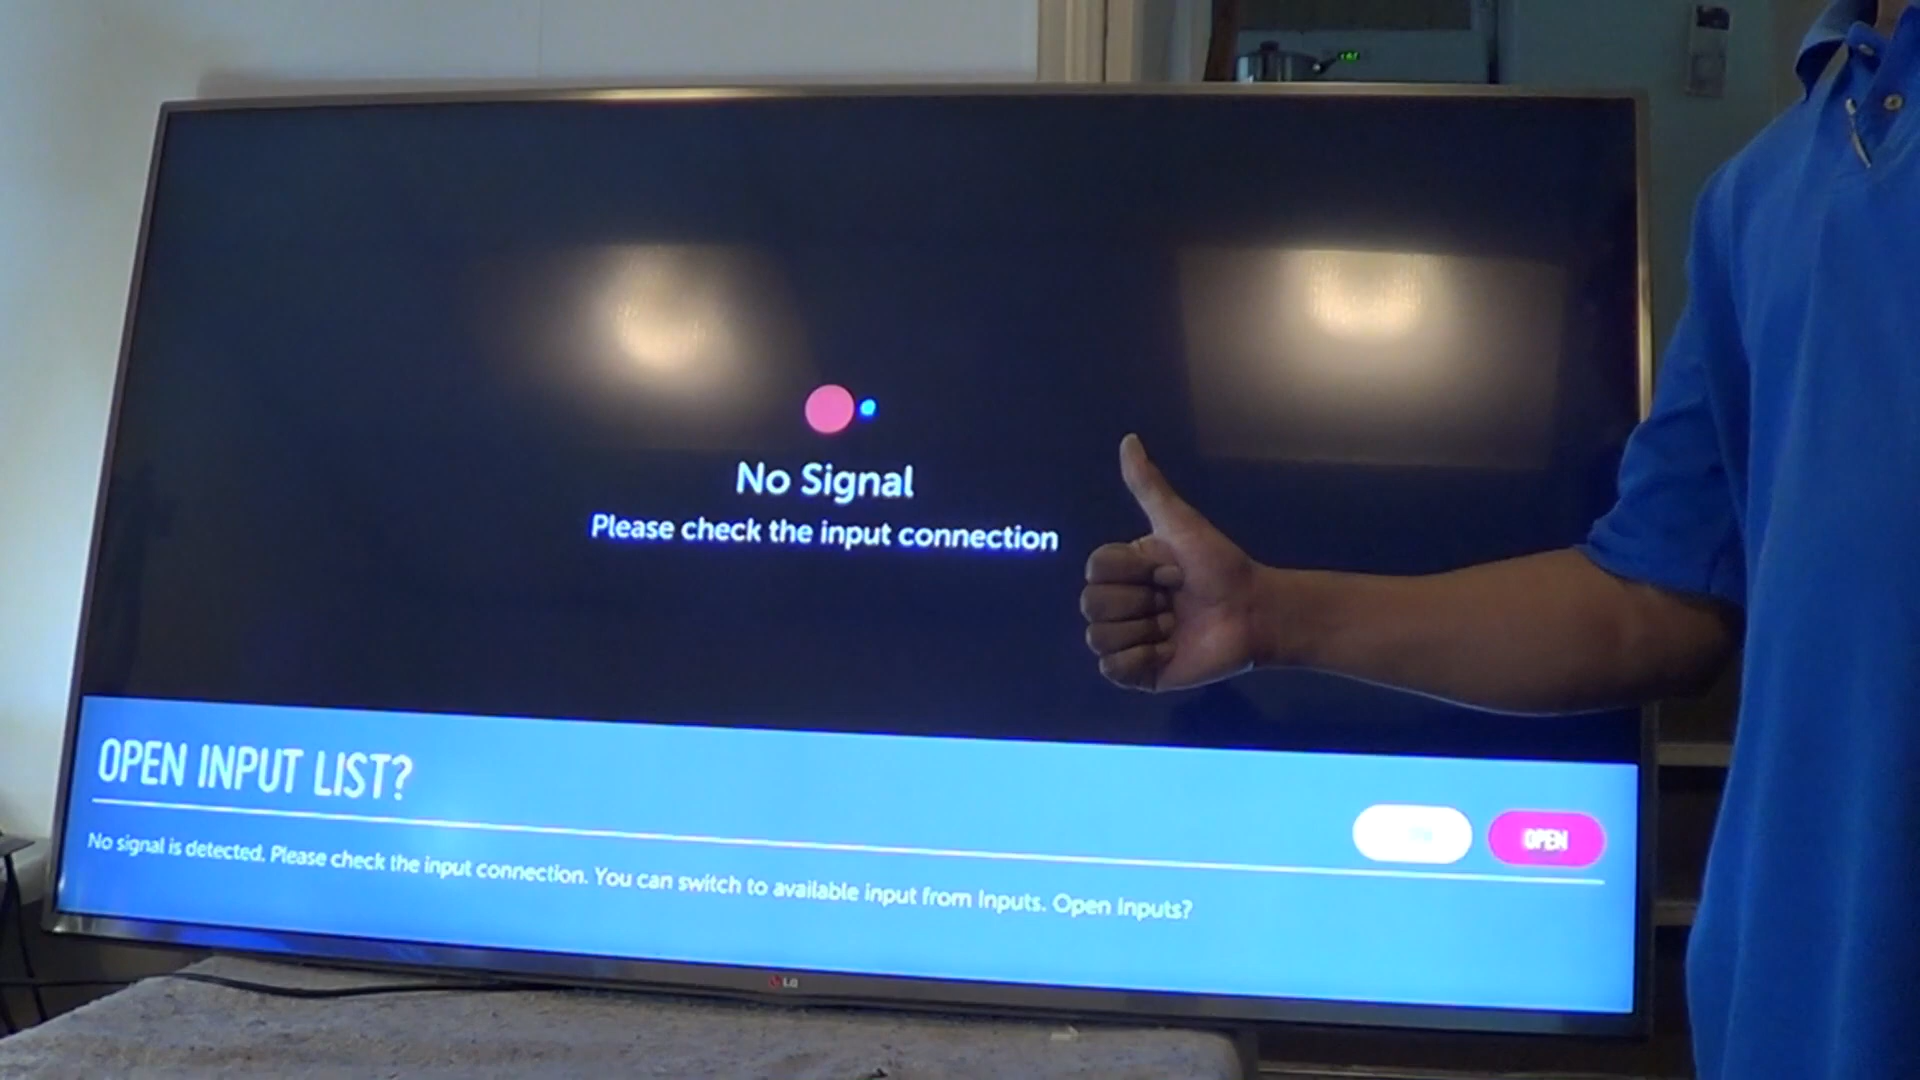 No Signal
Please check the input connection
OPEN INPUT LIST?
OPEN
No signal is detected. Please check the input connection. You can switch to available input from Inputs. Open Inputs?
LG